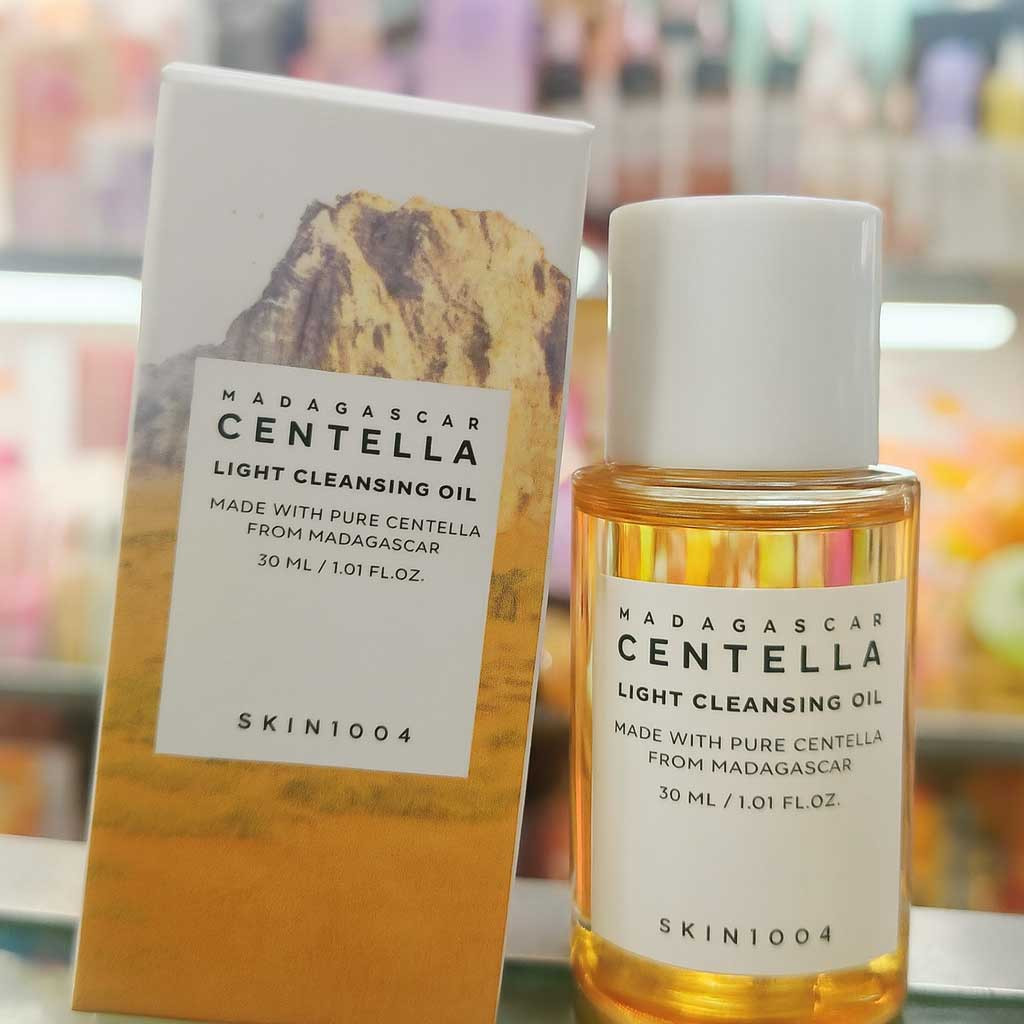 MADAGASCAR
CENTELLA
LIGHT CLEANSING OIL
MADE WITH PURE CENTELLA
FROM MADAGASCAR
30 ML / 1.01 FL.OZ.
SKIN1004
MADAGASCAR
CENTELLA
LIGHT CLEANSING OIL
MADE WITH PURE CENTELLA
FROM MADAGASCAR
30 ML / 1.01 FL.OZ.
SKIN1004